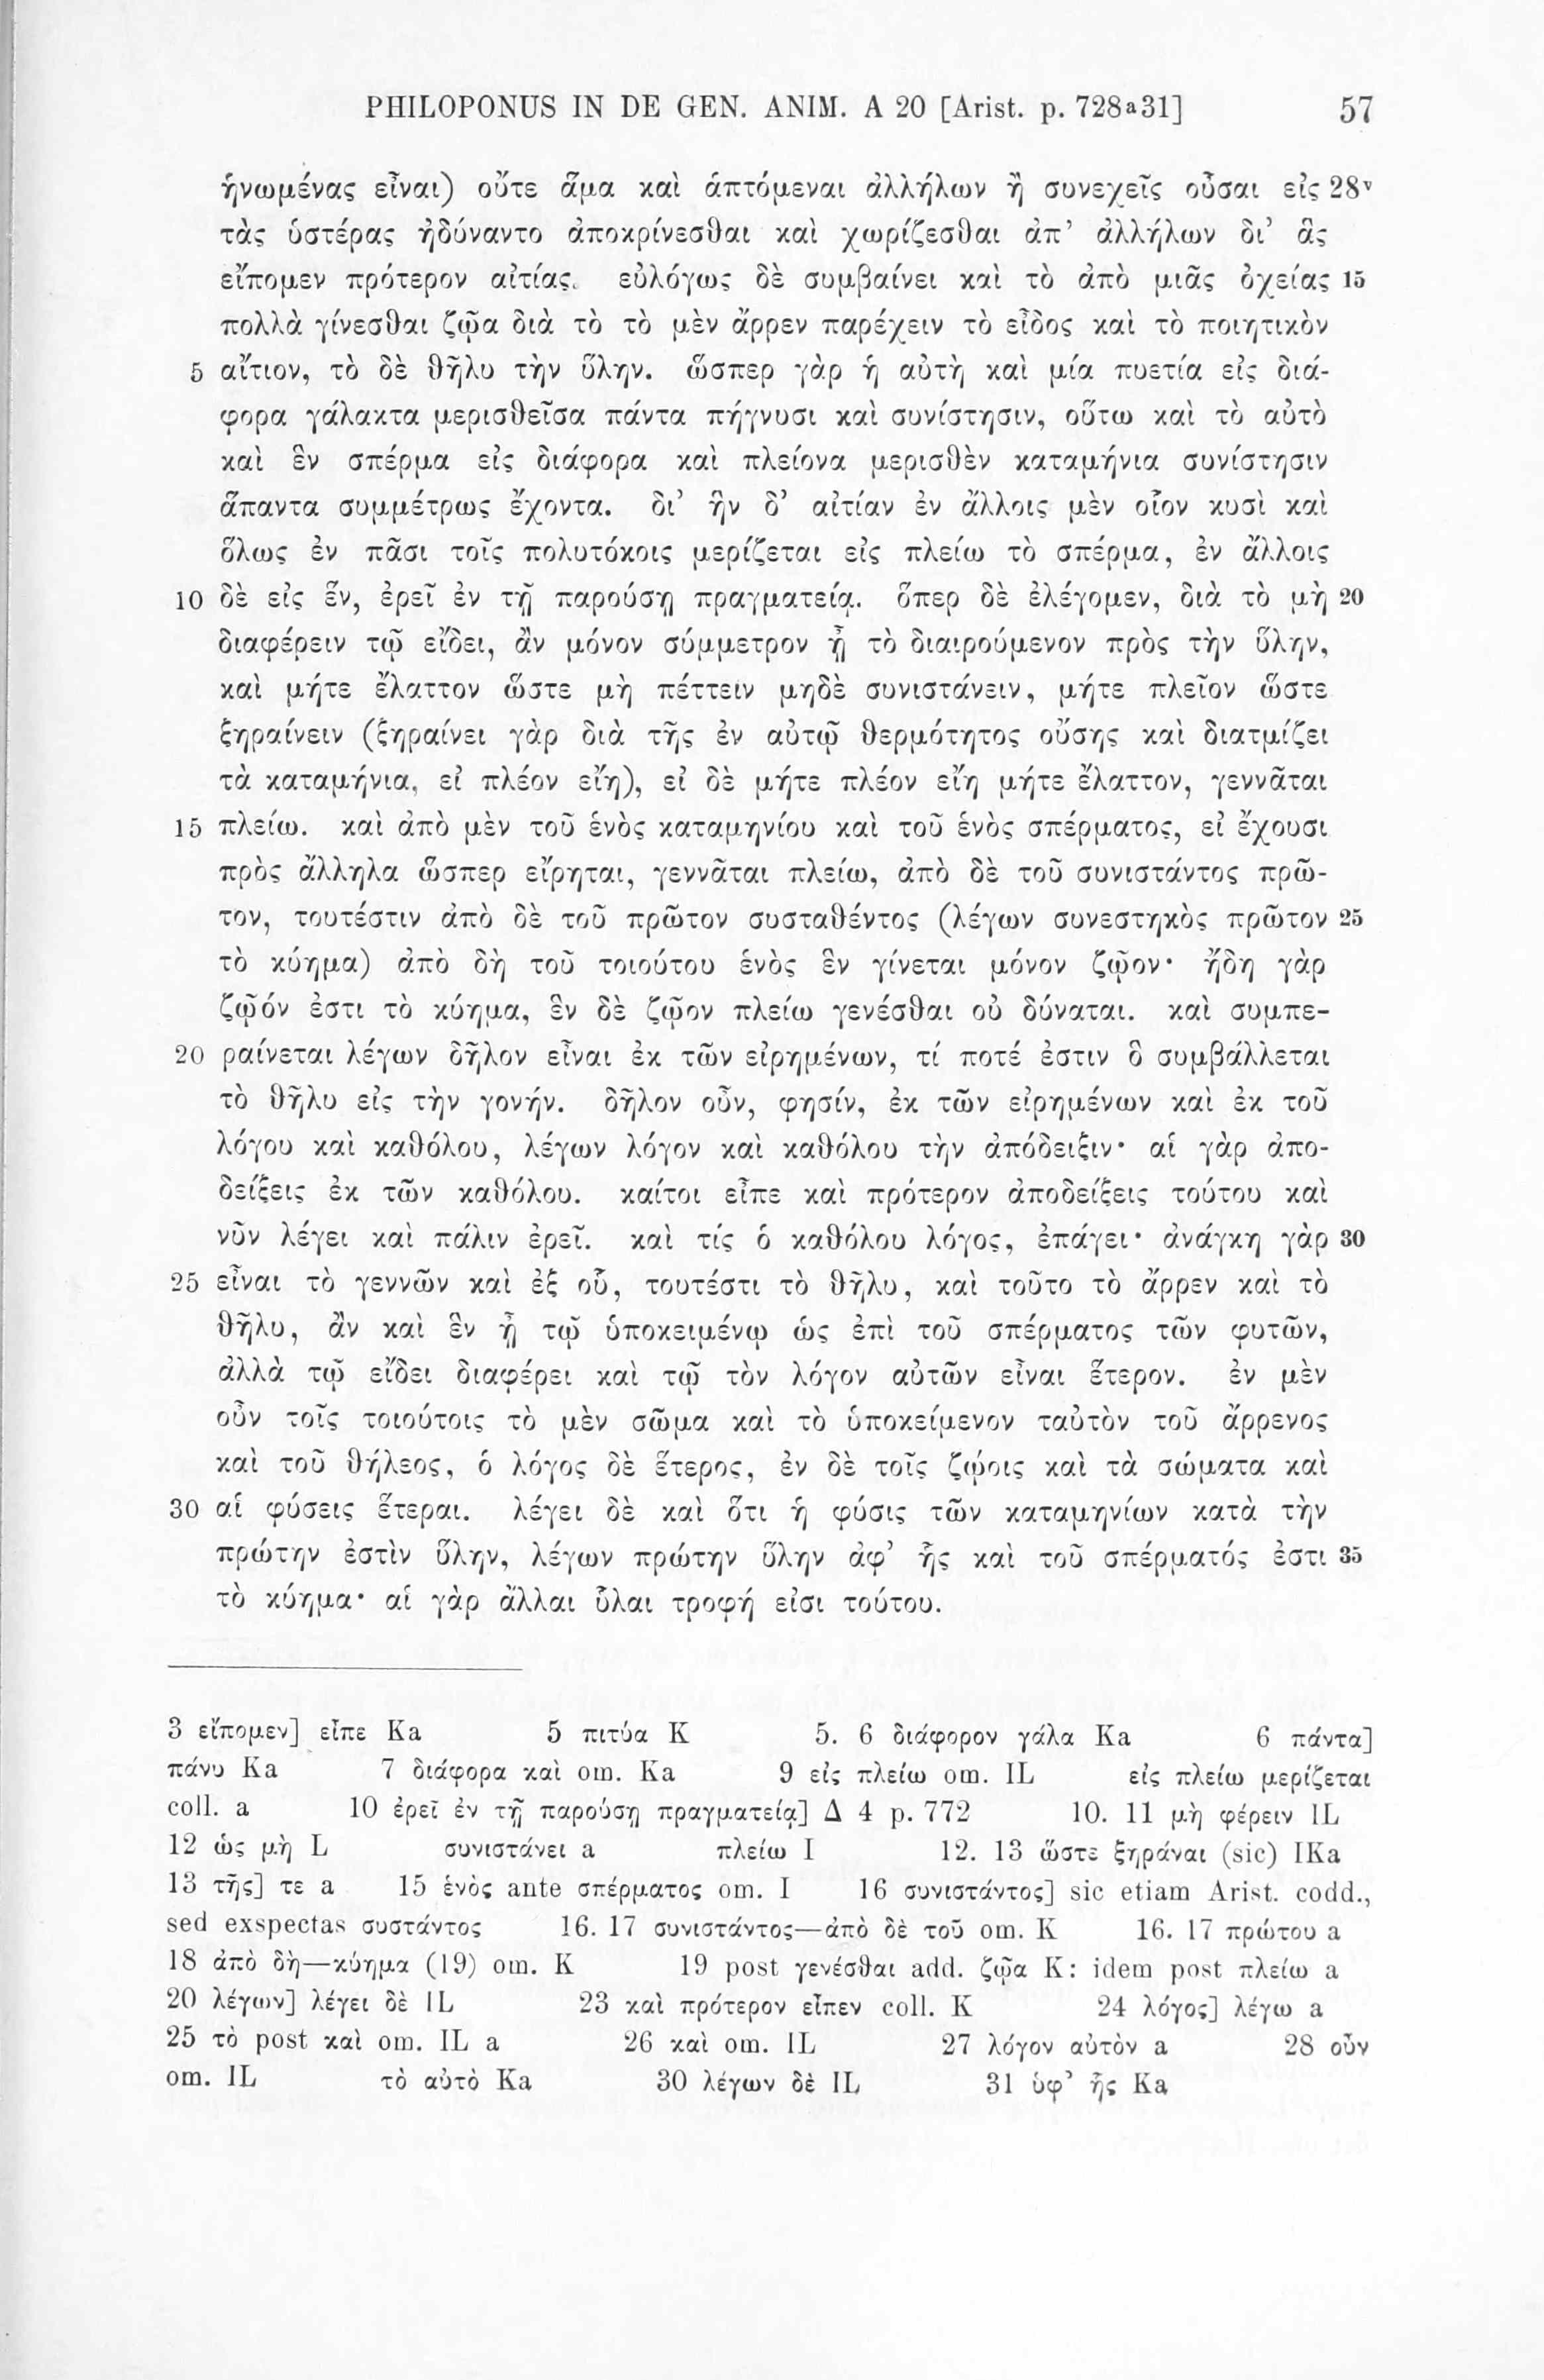 PHILOPONUS IN DE GEN. ANIM. A 20 [Arist. p. 728a31] 57
ἡνωμένας εἶναι) οὔτε ἅμα καὶ ἁπτόμεναι ἀλλήλων ἢ συνεχεῖς οὖσαι εἰς 28v
τὰς ὑστέρας ἠδύναντο ἀποκρίνεσθαι καὶ χωρίζεσθαι ἀπ’ ἀλλήλων δι’ ἃς
εἴπομεν πρότερον αἰτίας. εὐλόγως δὲ συμβαίνει καὶ τὸ ἀπὸ μιᾶς ὀχείας 15
πολλὰ γίνεσθαι ζῷα διὰ τὸ τὸ μὲν ἄρρεν παρέχειν τὸ εἶδος καὶ τὸ ποιητικὸν
5 αἴτιον, τὸ δὲ θῆλυ τὴν ὕλην. ὥσπερ γὰρ ἡ αὐτὴ καὶ μία πυετία εἰς διά-
φορα γάλακτα μερισθεῖσα πάντα πήγνυσι καὶ συνίστησιν, οὕτω καὶ τὸ αὐτὸ
καὶ ἓν σπέρμα εἰς διάφορα καὶ πλείονα μερισθὲν καταμήνια συνίστησιν
ἅπαντα συμμέτρως ἔχοντα. δι’ ἣν δ’ αἰτίαν ἐν ἄλλοις μὲν οἷον κυσὶ καὶ
ὅλως ἐν πᾶσι τοῖς πολυτόκοις μερίζεται εἰς πλείω τὸ σπέρμα, ἐν ἄλλοις
10 δὲ εἰς ἕν, ἐρεῖ ἐν τῇ παρούσῃ πραγματείᾳ. ὅπερ δὲ ἐλέγομεν, διὰ τὸ μὴ 20
διαφέρειν τῷ εἴδει, ἂν μόνον σύμμετρον ᾖ τὸ διαιρούμενον πρὸς τὴν ὕλην,
καὶ μήτε ἔλαττον ὥστε μὴ πέττειν μηδὲ συνιστάνειν, μήτε πλεῖον ὥστε
ξηραίνειν (ξηραίνει γὰρ διὰ τῆς ἐν αὐτῷ θερμότητος οὔσης καὶ διατμίζει
τὰ καταμήνια, εἰ πλέον εἴη), εἰ δὲ μήτε πλέον εἴη μήτε ἔλαττον, γεννᾶται
15 πλείω. καὶ ἀπὸ μὲν τοῦ ἑνὸς καταμηνίου καὶ τοῦ ἑνὸς σπέρματος, εἰ ἔχουσι
πρὸς ἄλληλα ὥσπερ εἴρηται, γεννᾶται πλείω, ἀπὸ δὲ τοῦ συνιστάντος πρῶ-
τον, τουτέστιν ἀπὸ δὲ τοῦ πρῶτον συσταθέντος (λέγων συνεστηκὸς πρῶτον 25
τὸ κύημα) ἀπὸ δὴ τοῦ τοιούτου ἑνὸς ἓν γίνεται μόνον ζῷον· ἤδη γὰρ
ζῷόν ἐστι τὸ κύημα, ἓν δὲ ζῷον πλείω γενέσθαι οὐ δύναται. καὶ συμπε-
20 ραίνεται λέγων δῆλον εἶναι ἐκ τῶν εἰρημένων, τί ποτέ ἐστιν ὃ συμβάλλεται
τὸ θῆλυ εἰς τὴν γονήν. δῆλον οὖν, φησίν, ἐκ τῶν εἰρημένων καὶ ἐκ τοῦ
λόγου καὶ καθόλου, λέγων λόγον καὶ καθόλου τὴν ἀπόδειξιν· αἱ γὰρ ἀπο-
δείξεις ἐκ τῶν καθόλου. καίτοι εἶπε καὶ πρότερον ἀποδείξεις τούτου καὶ
νῦν λέγει καὶ πάλιν ἐρεῖ. καὶ τίς ὁ καθόλου λόγος, ἐπάγει· ἀνάγκη γὰρ 30
25 εἶναι τὸ γεννῶν καὶ ἐξ οὗ, τουτέστι τὸ θῆλυ, καὶ τοῦτο τὸ ἄρρεν καὶ τὸ
θῆλυ, ἂν καὶ ἓν ᾖ τῷ ὑποκειμένῳ ὡς ἐπὶ τοῦ σπέρματος τῶν φυτῶν,
ἀλλὰ τῷ εἴδει διαφέρει καὶ τῷ τὸν λόγον αὐτῶν εἶναι ἕτερον. ἐν μὲν
οὖν τοῖς τοιούτοις τὸ μὲν σῶμα καὶ τὸ ὑποκείμενον ταὐτὸν τοῦ ἄρρενος
καὶ τοῦ θήλεος, ὁ λόγος δὲ ἕτερος, ἐν δὲ τοῖς ζῴοις καὶ τὰ σώματα καὶ
30 αἱ φύσεις ἕτεραι. λέγει δὲ καὶ ὅτι ἡ φύσις τῶν καταμηνίων κατὰ τὴν
πρώτην ἐστὶν ὕλην, λέγων πρώτην ὕλην ἀφ’ ἧς καὶ τοῦ σπέρματός ἐστι 35
τὸ κύημα· αἱ γὰρ ἄλλαι ὗλαι τροφή εἰσι τούτου.
3 εἴπομεν] εἶπε Ka 5 πιτύα K 5. 6 διάφορον γάλα Ka 6 πάντα]
πάνυ Ka 7 διάφορα καὶ om. Ka 9 εἰς πλείω om. IL εἰς πλείω μερίζεται
coll. a 10 ἐρεῖ ἐν τῇ παρούσῃ πραγματείᾳ] Δ 4 p. 772 10. 11 μὴ φέρειν IL
12 ὡς μὴ L συνιστάνει a πλείω I 12. 13 ὥστε ξηράναι (sic) IKa
13 τῆς] τε a 15 ἑνὸς ante σπέρματος om. I 16 συνιστάντος] sic etiam Arist. codd.,
sed exspectas συστάντος 16. 17 συνιστάντος—ἀπὸ δὲ τοῦ om. K 16. 17 πρώτου a
18 ἀπὸ δὴ—κύημα (19) om. K 19 post γενέσθαι add. ζῷα K: idem post πλείω a
20 λέγων] λέγει δὲ IL 23 καὶ πρότερον εἶπεν coll. K 24 λόγος] λέγω a
25 τὸ post καὶ om. IL a 26 καὶ om. IL 27 λόγον αὐτὸν a 28 οὖν
om. IL τὸ αὐτὸ Ka 30 λέγων δὲ IL 31 ὑφ’ ἧς Ka